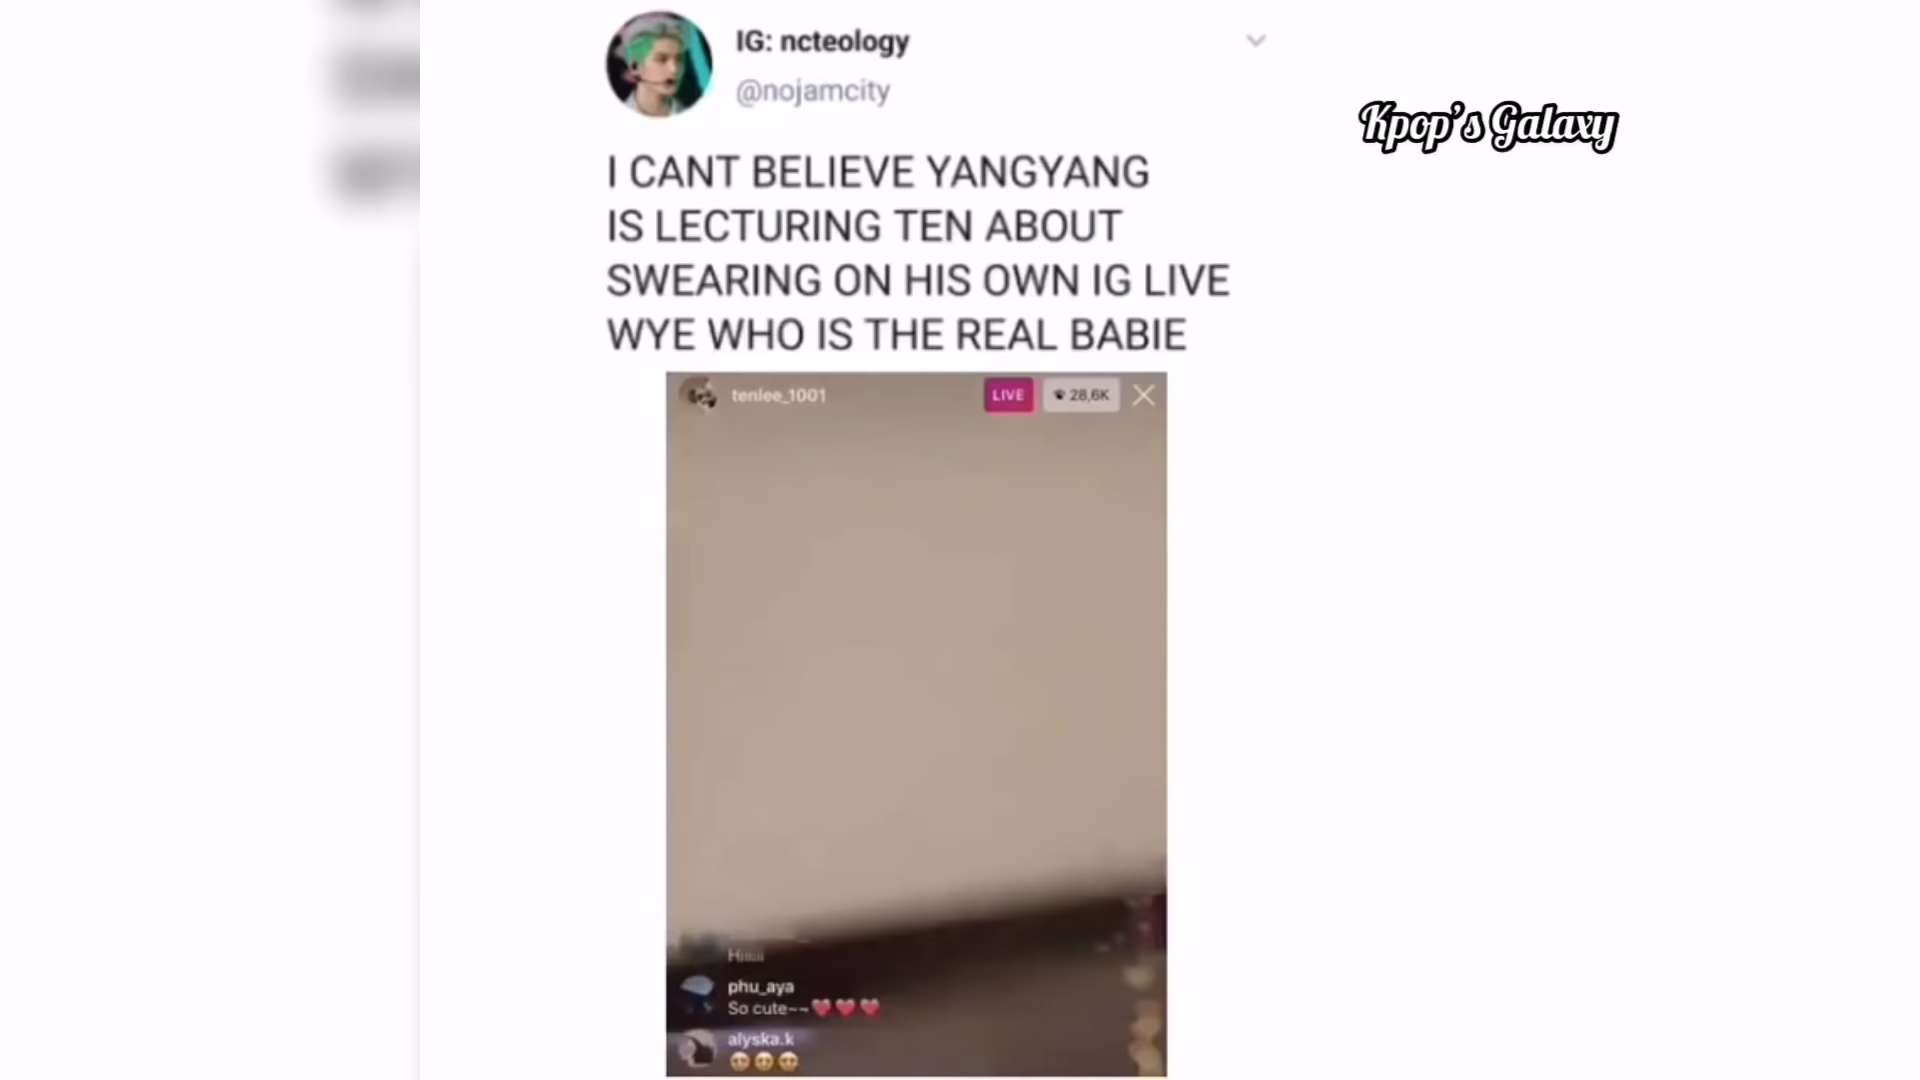 IG: ncteology
@nojamcity
Kpop's Galaxy
I CANT BELIEVE YANGYANG
IS LECTURING TEN ABOUT
SWEARING ON HIS OWN IG LIVE
WYE WHO IS THE REAL BABIE
tenlee_1001 LIVE 28,6K
phu_aya
So cute~~❤️❤️❤️
alyska.k